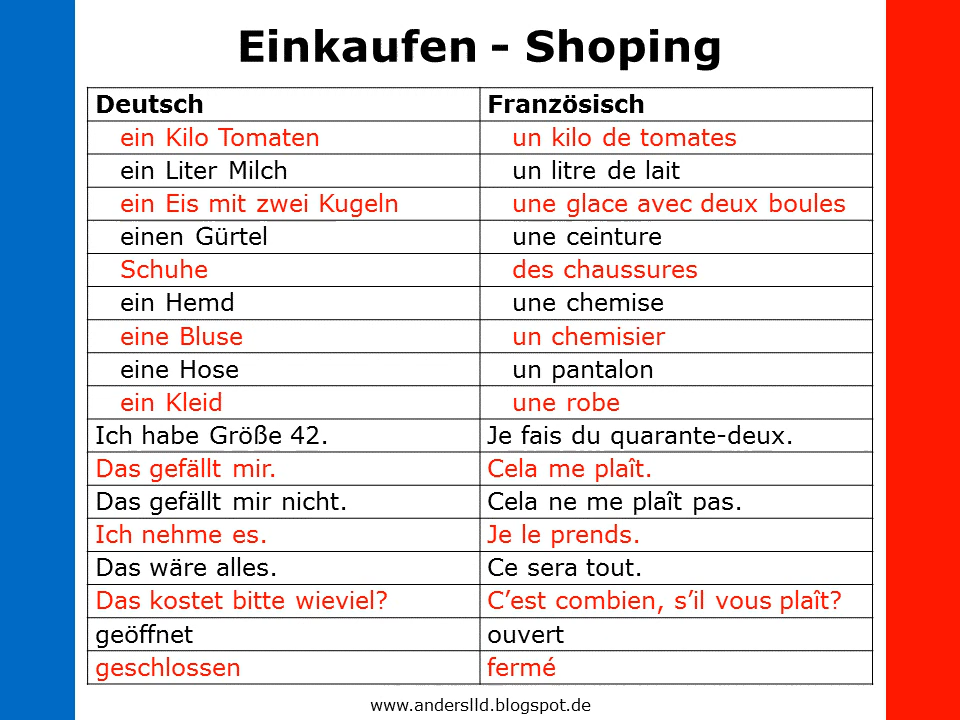 Einkaufen - Shoping
Deutsch Französisch
ein Kilo Tomaten un kilo de tomates
ein Liter Milch un litre de lait
ein Eis mit zwei Kugeln une glace avec deux boules
einen Gürtel une ceinture
Schuhe des chaussures
ein Hemd une chemise
eine Bluse un chemisier
eine Hose un pantalon
ein Kleid une robe
Ich habe Größe 42. Je fais du quarante-deux.
Das gefällt mir. Cela me plaît.
Das gefällt mir nicht. Cela ne me plaît pas.
Ich nehme es. Je le prends.
Das wäre alles. Ce sera tout.
Das kostet bitte wieviel? C’est combien, s’il vous plaît?
geöffnet ouvert
geschlossen fermé
www.anderslld.blogspot.de